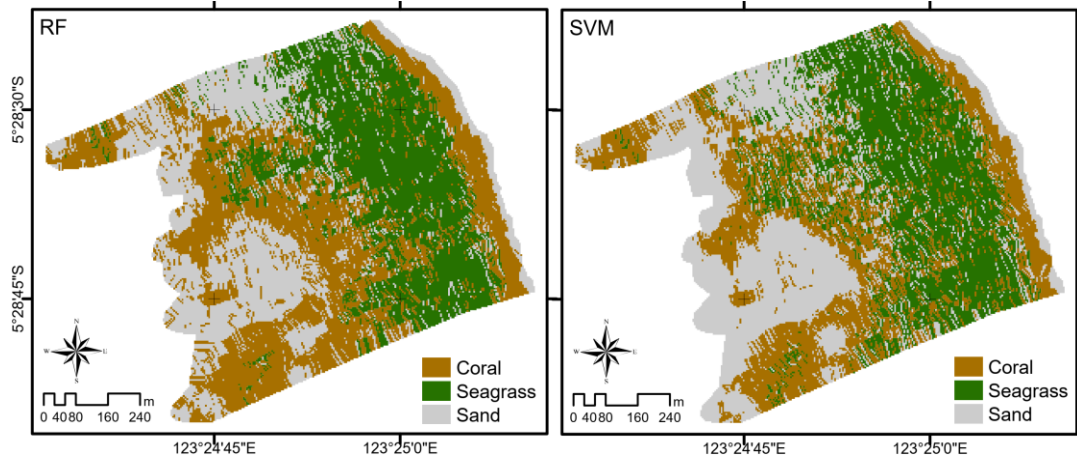 RF
SVM
5°28'30"S
5°28'45"S
N
W
U
S
0 40 80 160 240
m
Coral
Seagrass
Sand
N
W
U
S
0 40 80 160 240
m
Coral
Seagrass
Sand
123°24'45"E
123°25'0"E
123°24'45"E
123°25'0"E